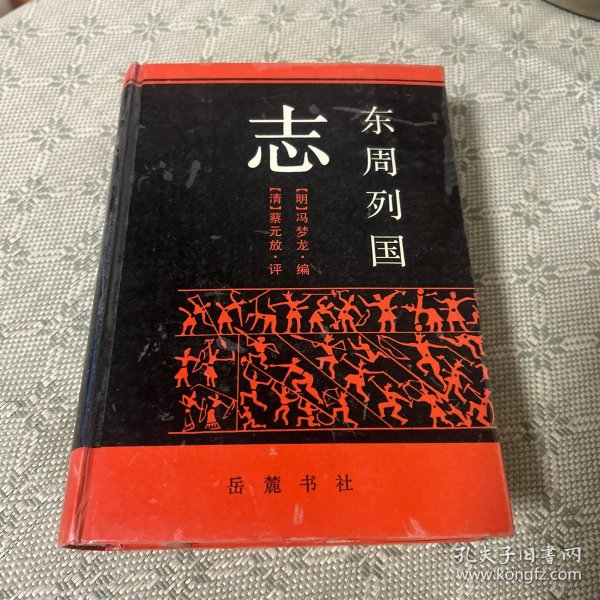 东周列国
志
[明]冯梦龙·编
[清]蔡元放·评
岳麓书社
孔夫子旧书网
www.kongfz.com